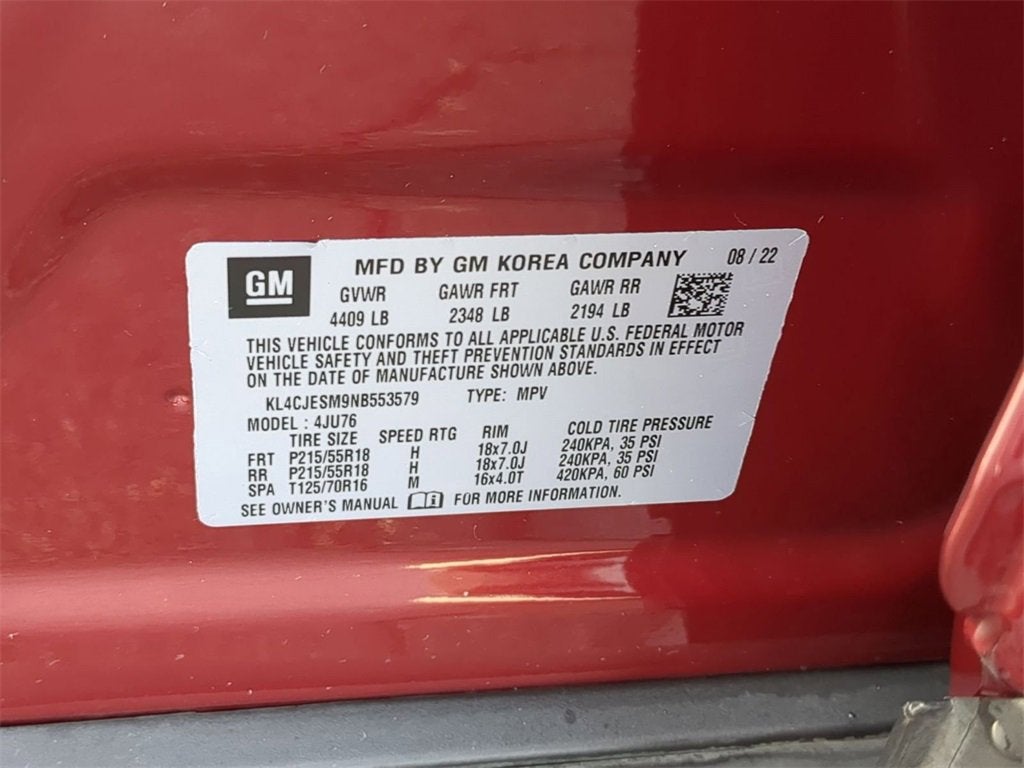 GM MFD BY GM KOREA COMPANY 08 / 22
GVWR GAWR FRT GAWR RR
4409 LB 2348 LB 2194 LB
THIS VEHICLE CONFORMS TO ALL APPLICABLE U.S. FEDERAL MOTOR
VEHICLE SAFETY AND THEFT PREVENTION STANDARDS IN EFFECT
ON THE DATE OF MANUFACTURE SHOWN ABOVE.
KL4CJESM9NB553579 TYPE: MPV
MODEL : 4JU76
TIRE SIZE SPEED RTG RIM COLD TIRE PRESSURE
FRT P215/55R18 H 18x7.0J 240KPA, 35 PSI
RR P215/55R18 H 18x7.0J 240KPA, 35 PSI
SPA T125/70R16 M 16x4.0T 420KPA, 60 PSI
SEE OWNER'S MANUAL FOR MORE INFORMATION.